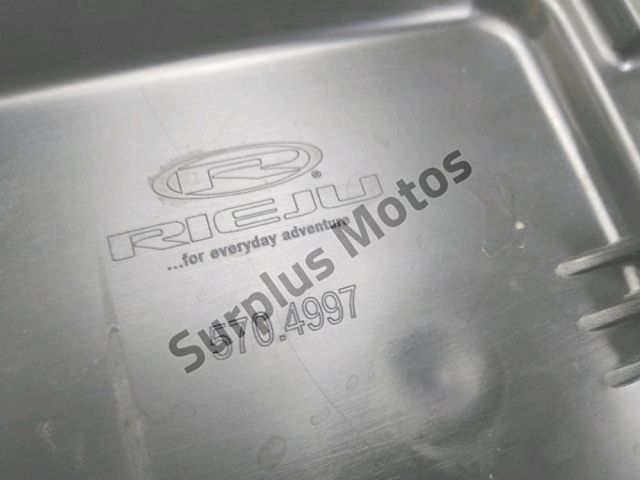 R
®
RIEJU
...for everyday adventure
570.4997
Surplus Motos